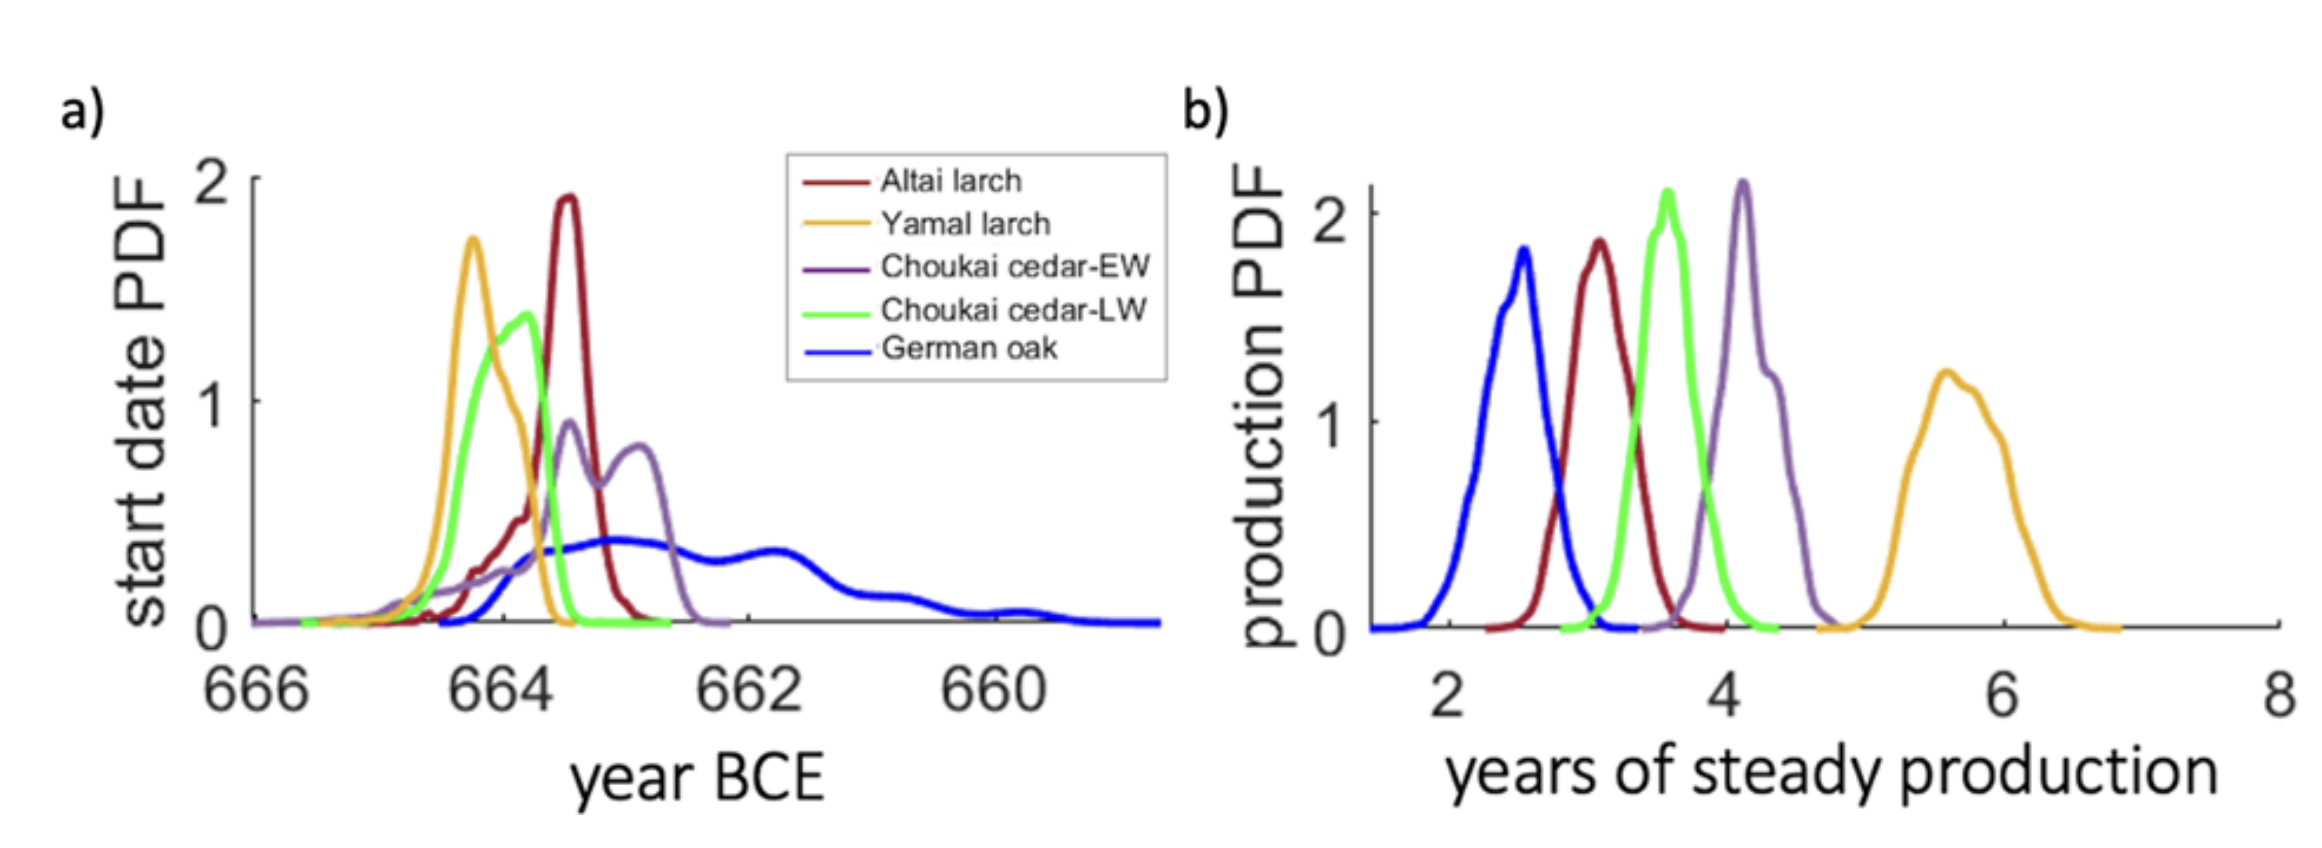 a)
start date PDF
2
1
0
666 664 662 660
year BCE
Altai larch
Yamal larch
Choukai cedar-EW
Choukai cedar-LW
German oak
b)
production PDF
2
1
0
2 4 6 8
years of steady production